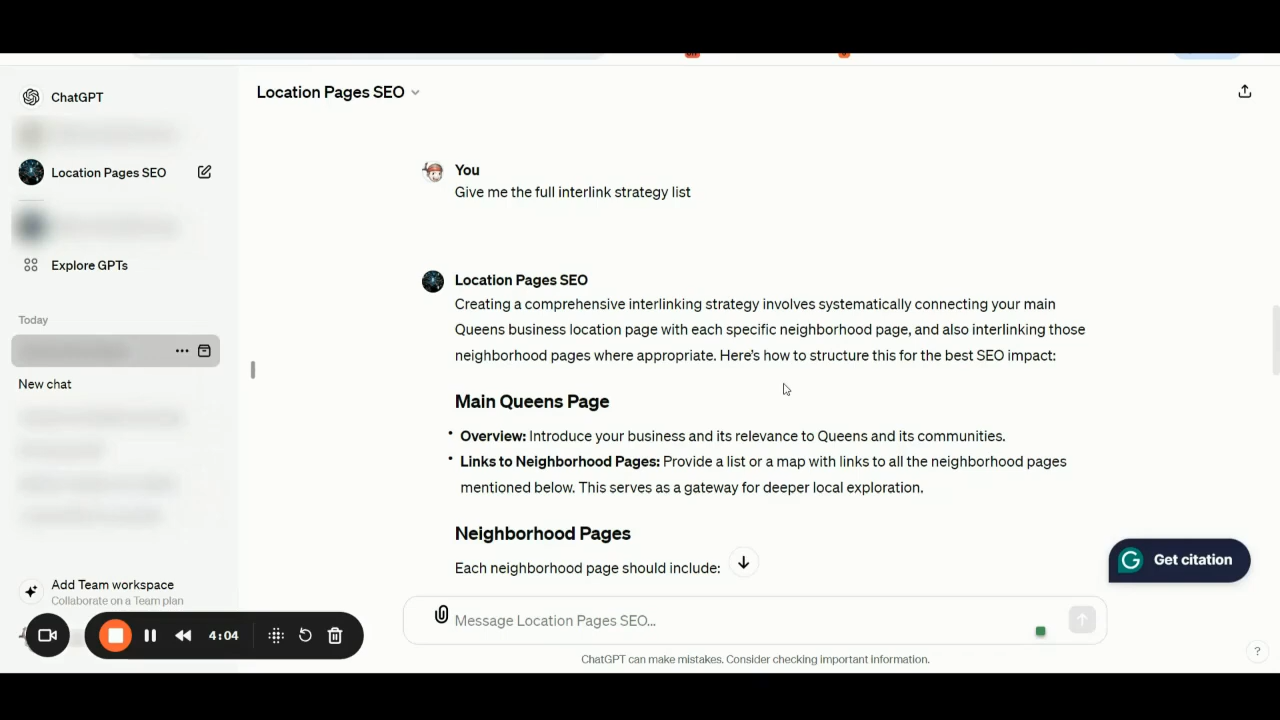 ChatGPT
Location Pages SEO
Explore GPTs
Today
New chat
Add Team workspace
Collaborate on a Team plan
4:04
Location Pages SEO
You
Give me the full interlink strategy list
Location Pages SEO
Creating a comprehensive interlinking strategy involves systematically connecting your main
Queens business location page with each specific neighborhood page, and also interlinking those
neighborhood pages where appropriate. Here's how to structure this for the best SEO impact:
Main Queens Page
• Overview: Introduce your business and its relevance to Queens and its communities.
• Links to Neighborhood Pages: Provide a list or a map with links to all the neighborhood pages
mentioned below. This serves as a gateway for deeper local exploration.
Neighborhood Pages
Each neighborhood page should include:
Get citation
Message Location Pages SEO...
ChatGPT can make mistakes. Consider checking important information.
?